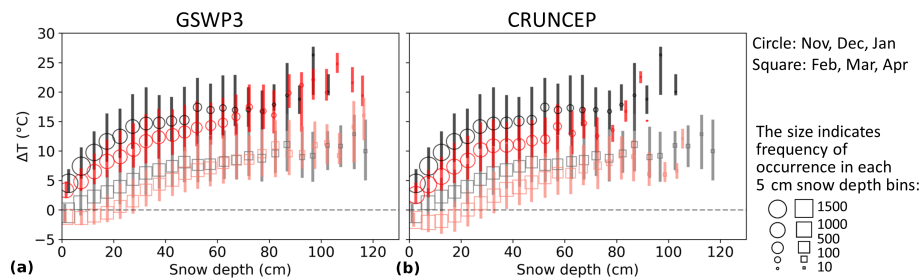 GSWP3
CRUNCEP
30
25
20
15
10
5
0
−5
ΔT (°C)
0 20 40 60 80 100 120
Snow depth (cm)
(a)
0 20 40 60 80 100 120
Snow depth (cm)
(b)
Circle: Nov, Dec, Jan
Square: Feb, Mar, Apr
The size indicates
frequency of
occurrence in each
5 cm snow depth bins:
1500
1000
500
100
10